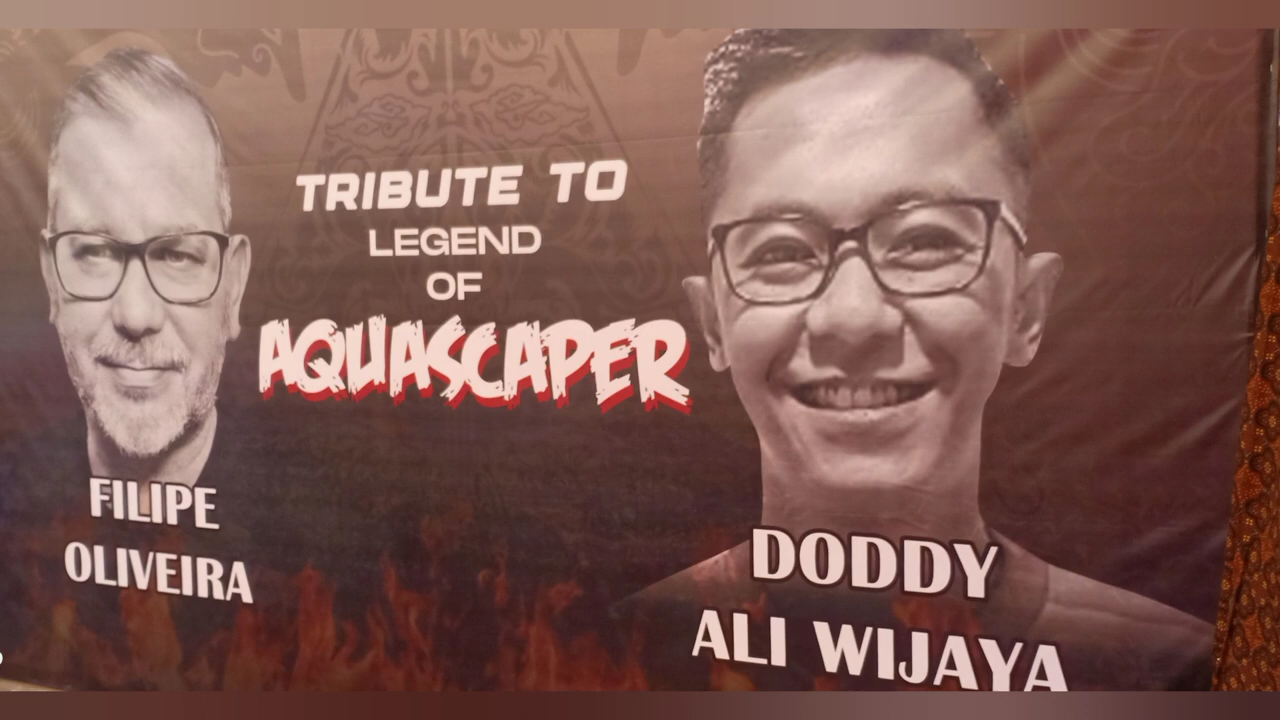 TRIBUTE TO
LEGEND
OF
AQUASCAPER
FILIPE
OLIVEIRA
DODDY
ALI WIJAYA